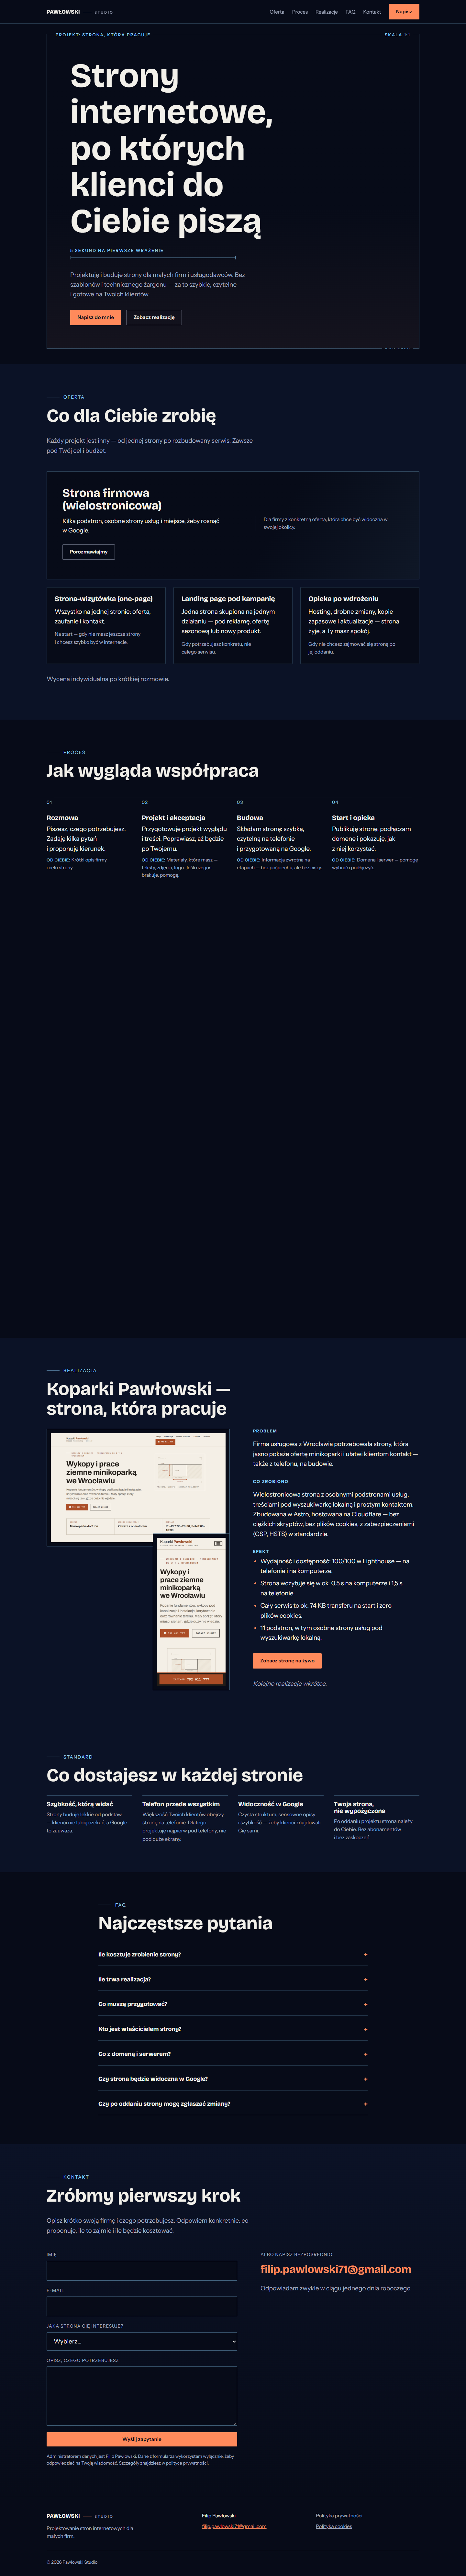 PAWŁOWSKI STUDIO
Oferta Proces Realizacje FAQ Kontakt Napisz
PROJEKT: STRONA, KTÓRA PRACUJE
SKALA 1:1
Strony
internetowe,
po których
klienci do
Ciebie piszą
5 SEKUND NA PIERWSZE WRAŻENIE
Projektuję i buduję strony dla małych firm i usługodawców. Bez
szablonów i technicznego żargonu — za to szybkie, czytelne
i gotowe na Twoich klientów.
Napisz do mnie
Zobacz realizację
OFERTA
Co dla Ciebie zrobię
Każdy projekt jest inny — od jednej strony po rozbudowany serwis. Zawsze
pod Twój cel i budżet.
Strona firmowa
(wielostronicowa)
Kilka podstron, osobne strony usług i miejsce, żeby rosnąć
w Google.
Porozmawiajmy
Dla firmy z konkretną ofertą, która chce być widoczna w
swojej okolicy.
Strona-wizytówka (one-page)
Wszystko na jednej stronie: oferta,
zaufanie i kontakt.
Na start — gdy nie masz jeszcze strony
i chcesz szybko być w internecie.
Landing page pod kampanię
Jedna strona skupiona na jednym
działaniu — pod reklamę, ofertę
sezonową lub nowy produkt.
Gdy potrzebujesz konkretu, nie
całego serwisu.
Opieka po wdrożeniu
Hosting, drobne zmiany, kopie
zapasowe i aktualizacje — strona
żyje, a Ty masz spokój.
Gdy nie chcesz zajmować się stroną po
jej oddaniu.
Wycena indywidualna po krótkiej rozmowie.
PROCES
Jak wygląda współpraca
01
Rozmowa
Piszesz, czego potrzebujesz.
Zadaję kilka pytań
i proponuję kierunek.
OD CIEBIE: Krótki opis firmy
i celu strony.
02
Projekt i akceptacja
Przygotowuję projekt wyglądu
i treści. Poprawiasz, aż będzie
po Twojemu.
OD CIEBIE: Materiały, które masz —
teksty, zdjęcia, logo. Jeśli czegoś
brakuje, pomogę.
03
Budowa
Składam stronę: szybką,
czytelną na telefonie
i przygotowaną na Google.
OD CIEBIE: Informacja zwrotna na
etapach — bez pośpiechu, ale bez ciszy.
04
Start i opieka
Publikuję stronę, podłączam
domenę i pokazuję, jak
z niej korzystać.
OD CIEBIE: Domena i serwer — pomogę
wybrać i podłączyć.
REALIZACJA
Koparki Pawłowski —
strona, która pracuje
Wykopy i prace
ziemne minikoparką
we Wrocławiu
Koparki Pawłowski
Wykopy i
prace ziemne
minikoparką
we Wrocławiu
PROBLEM
Firma usługowa z Wrocławia potrzebowała strony, która
jasno pokaże ofertę minikoparki i ułatwi klientom kontakt —
także z telefonu, na budowie.
CO ZROBIONO
Wielostronicowa strona z osobnymi podstronami usług,
treściami pod wyszukiwarkę lokalną i prostym kontaktem.
Zbudowana w Astro, hostowana na Cloudflare — bez
ciężkich skryptów, bez plików cookies, z zabezpieczeniami
(CSP, HSTS) w standardzie.
EFEKT
Wydajność i dostępność: 100/100 w Lighthouse — na
telefonie i na komputerze.
Strona wczytuje się w ok. 0,5 s na komputerze i 1,5 s
na telefonie.
Cały serwis to ok. 74 KB transferu na start i zero
plików cookies.
11 podstron, w tym osobne strony usług pod
wyszukiwarkę lokalną.
Zobacz stronę na żywo
Kolejne realizacje wkrótce.
STANDARD
Co dostajesz w każdej stronie
Szybkość, którą widać
Strony buduję lekkie od podstaw
— klienci nie lubią czekać, a Google
to zauważa.
Telefon przede wszystkim
Większość Twoich klientów obejrzy
stronę na telefonie. Dlatego
projektuję najpierw pod telefony, nie
pod duże ekrany.
Widoczność w Google
Czysta struktura, sensowne opisy
i szybkość — żeby klienci znajdowali
Cię sami.
Twoja strona,
nie wypożyczona
Po oddaniu projektu strona należy
do Ciebie. Bez abonamentów
i bez zaskoczeń.
FAQ
Najczęstsze pytania
Ile kosztuje zrobienie strony? +
Ile trwa realizacja? +
Co muszę przygotować? +
Kto jest właścicielem strony? +
Co z domeną i serwerem? +
Czy strona będzie widoczna w Google? +
Czy po oddaniu strony mogę zgłaszać zmiany? +
KONTAKT
Zróbmy pierwszy krok
Opisz krótko swoją firmę i czego potrzebujesz. Odpowiem konkretnie: co
proponuję, ile to zajmie i ile będzie kosztować.
IMIĘ
E-MAIL
JAKA STRONA CIĘ INTERESUJE?
Wybierz...
OPISZ, CZEGO POTRZEBUJESZ
Wyślij zapytanie
Administratorem danych jest Filip Pawłowski. Dane z formularza wykorzystam wyłącznie, żeby
odpowiedzieć na Twoją wiadomość. Szczegóły znajdziesz w polityce prywatności.
ALBO NAPISZ BEZPOŚREDNIO
filip.pawlowski71@gmail.com
Odpowiadam zwykle w ciągu jednego dnia roboczego.
PAWŁOWSKI STUDIO
Projektowanie stron internetowych dla
małych firm.
Filip Pawłowski
filip.pawlowski71@gmail.com
Polityka prywatności
Polityka cookies
© 2026 Pawłowski Studio